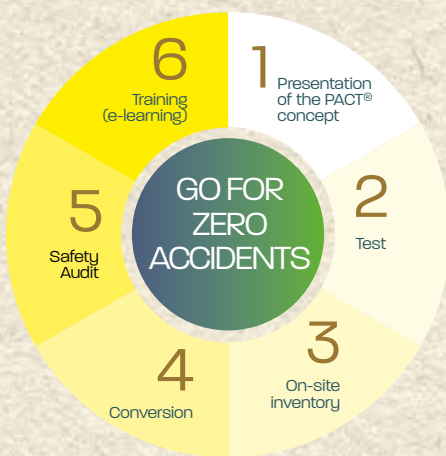 GO FOR
ZERO
ACCIDENTS
1
Presentation
of the PACT®
concept
2
Test
3
On-site
inventory
4
Conversion
5
Safety
Audit
6
Training
(e-learning)